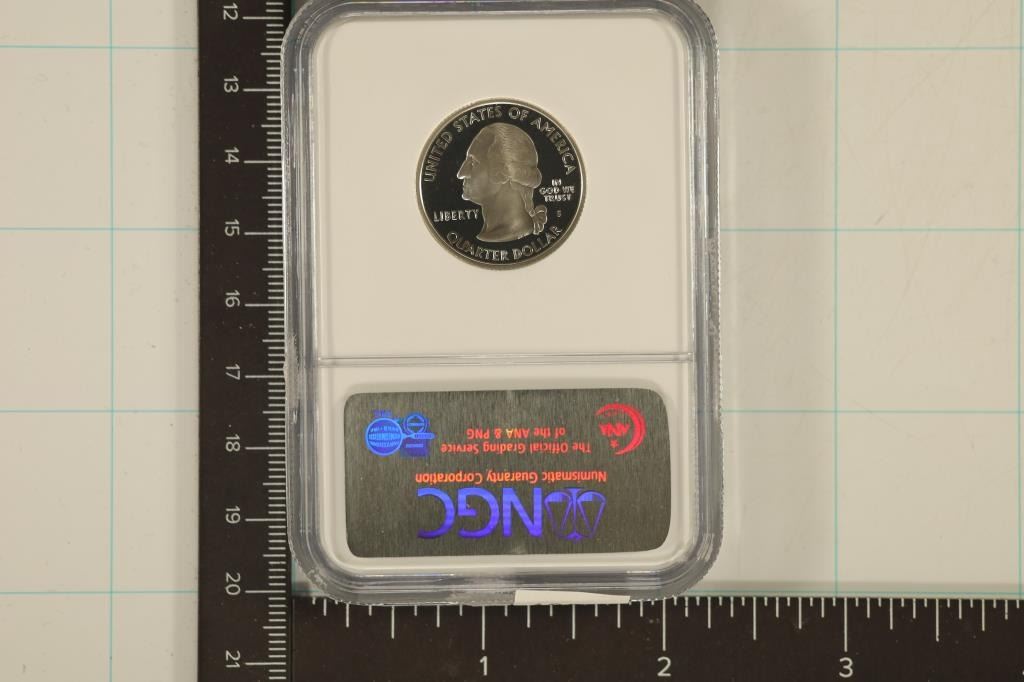 12
13
14
15
16
17
18
19
20
21
UNITED STATES OF AMERICA
IN
GOD WE
TRUST
LIBERTY
S
QUARTER DOLLAR
NGC
Numismatic Guaranty Corporation
The Official Grading Service
of the ANA & PNG
ANA
1
2
3